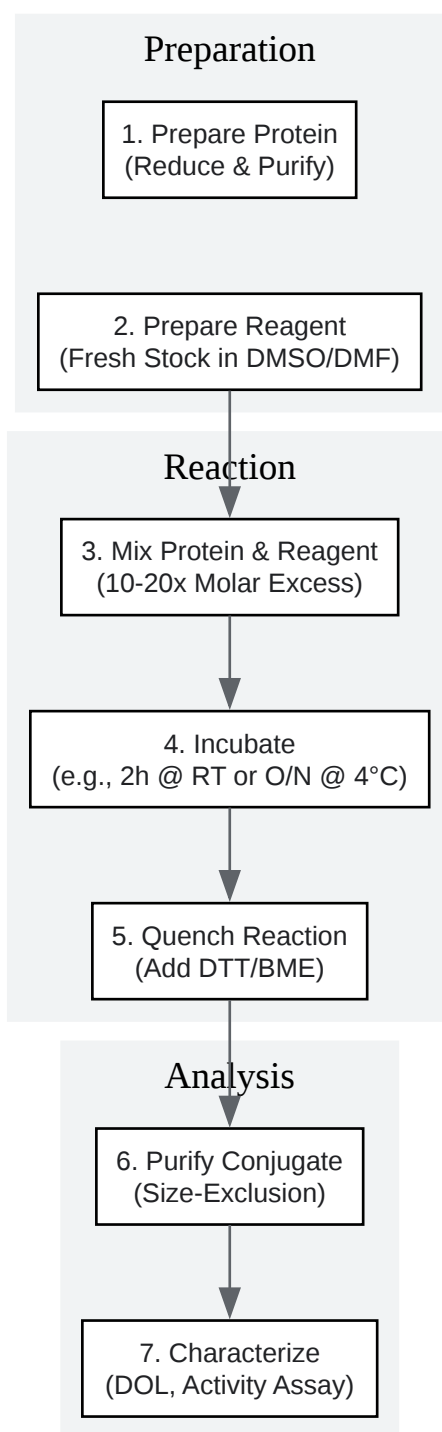 Preparation
1. Prepare Protein
(Reduce & Purify)
2. Prepare Reagent
(Fresh Stock in DMSO/DMF)
Reaction
3. Mix Protein & Reagent
(10-20x Molar Excess)
4. Incubate
(e.g., 2h @ RT or O/N @ 4°C)
5. Quench Reaction
(Add DTT/BME)
Analysis
6. Purify Conjugate
(Size-Exclusion)
7. Characterize
(DOL, Activity Assay)